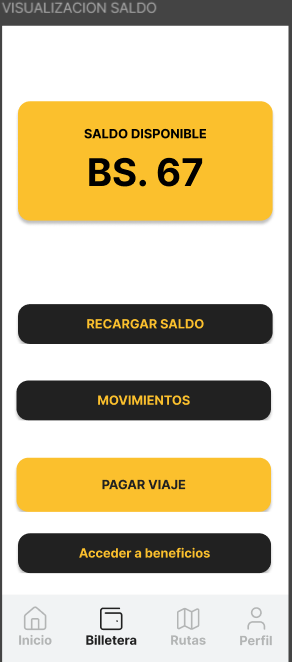 VISUALIZACION SALDO
SALDO DISPONIBLE
BS. 67
RECARGAR SALDO
MOVIMIENTOS
PAGAR VIAJE
Acceder a beneficios
Inicio Billetera Rutas Perfil